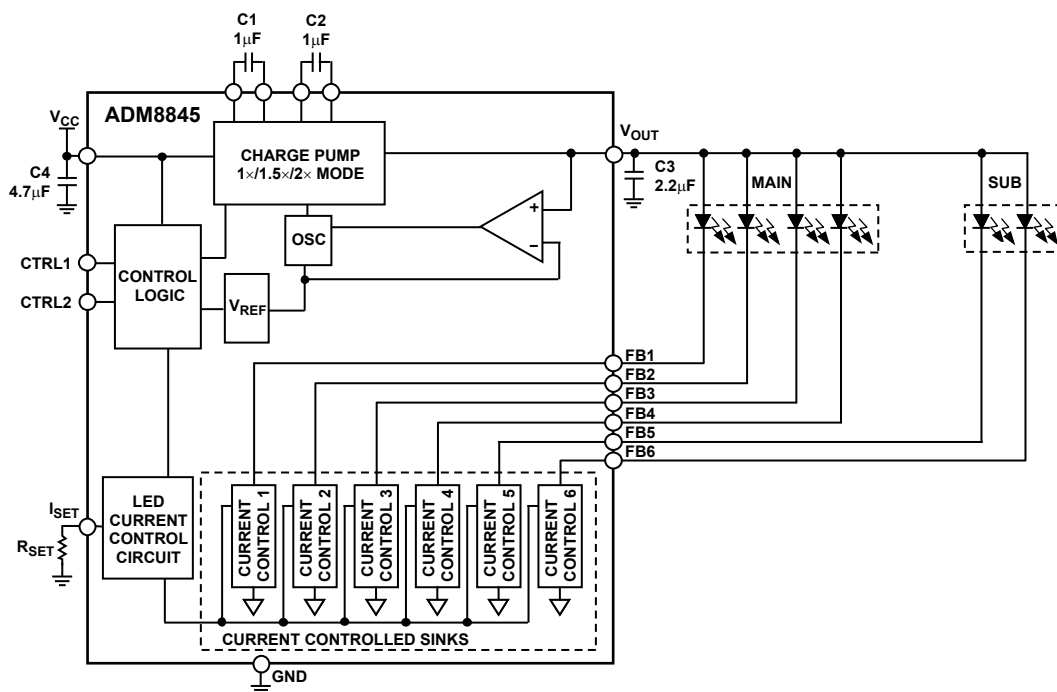 C1
1μF
C2
1μF
ADM8845
VCC
C4
4.7μF
CHARGE PUMP
1×/1.5×/2× MODE
VOUT
C3
2.2μF
MAIN
SUB
OSC
+
–
CTRL1
CTRL2
CONTROL
LOGIC
VREF
FB1
FB2
FB3
FB4
FB5
FB6
ISET
RSET
LED
CURRENT
CONTROL
CIRCUIT
CURRENT
CONTROL 1
CURRENT
CONTROL 2
CURRENT
CONTROL 3
CURRENT
CONTROL 4
CURRENT
CONTROL 5
CURRENT
CONTROL 6
CURRENT CONTROLLED SINKS
GND